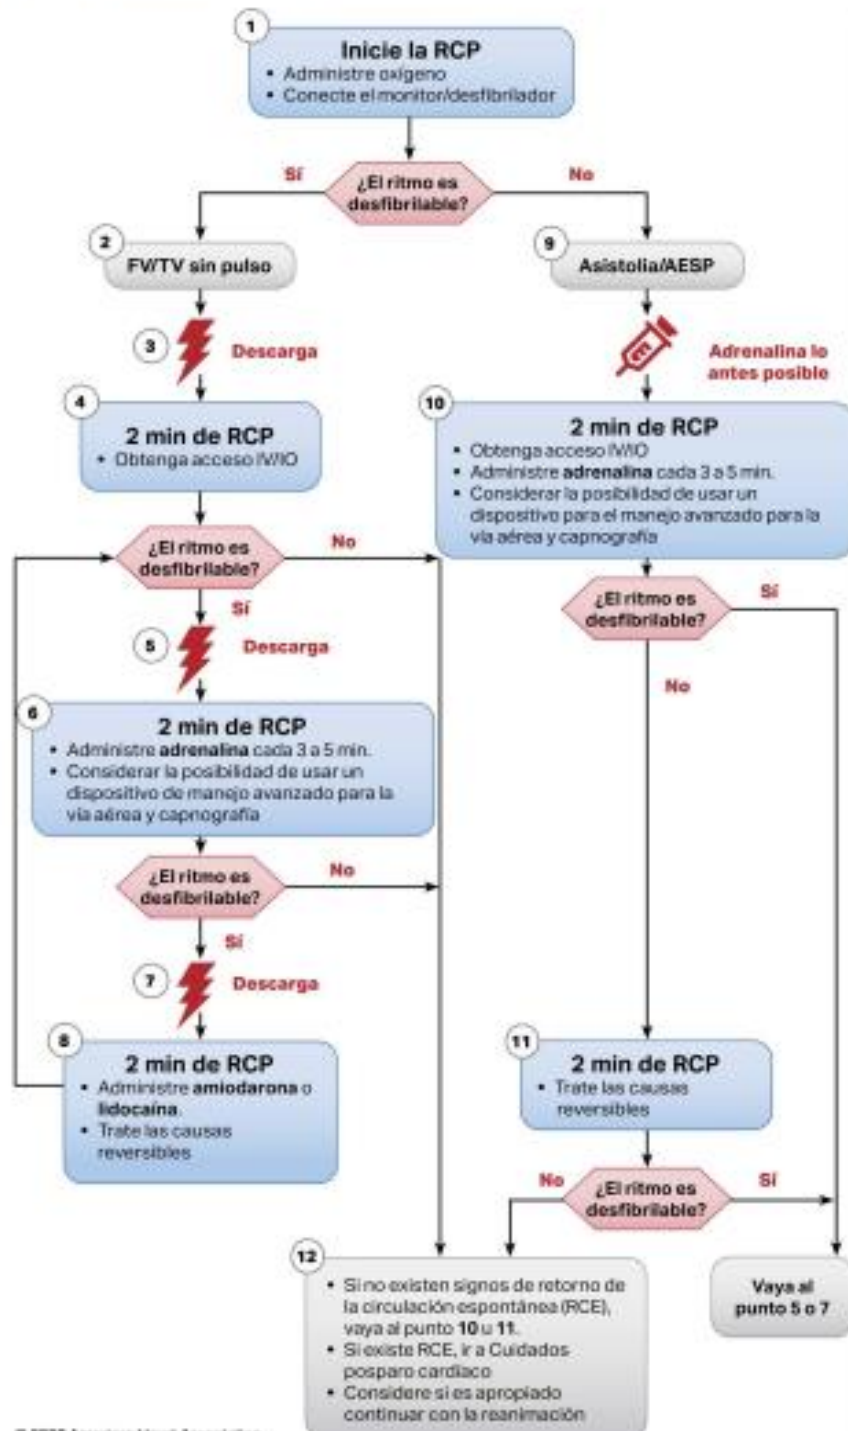 1
Inicie la RCP
• Administre oxígeno
• Conecte el monitor/desfibrilador
Sí
¿El ritmo es
desfibrilable?
No
2
FV/TV sin pulso
9
Asistolia/AESP
3
Descarga
Adrenalina lo
antes posible
4
2 min de RCP
• Obtenga acceso IV/IO
10
2 min de RCP
• Obtenga acceso IV/IO
• Administre adrenalina cada 3 a 5 min.
• Considerar la posibilidad de usar un
dispositivo para el manejo avanzado para la
vía aérea y capnografía
¿El ritmo es
desfibrilable?
No
Sí
¿El ritmo es
desfibrilable?
Sí
No
5
Descarga
6
2 min de RCP
• Administre adrenalina cada 3 a 5 min.
• Considerar la posibilidad de usar un
dispositivo de manejo avanzado para la
vía aérea y capnografía
¿El ritmo es
desfibrilable?
No
Sí
7
Descarga
8
2 min de RCP
• Administre amiodarona o
lidocaína.
• Trate las causas
reversibles
11
2 min de RCP
• Trate las causas
reversibles
No
¿El ritmo es
desfibrilable?
Sí
12
• Si no existen signos de retorno de
la circulación espontánea (RCE),
vaya al punto 10 u 11.
• Si existe RCE, ir a Cuidados
posparo cardíaco
• Considere si es apropiado
continuar con la reanimación
Vaya al
punto 5 o 7